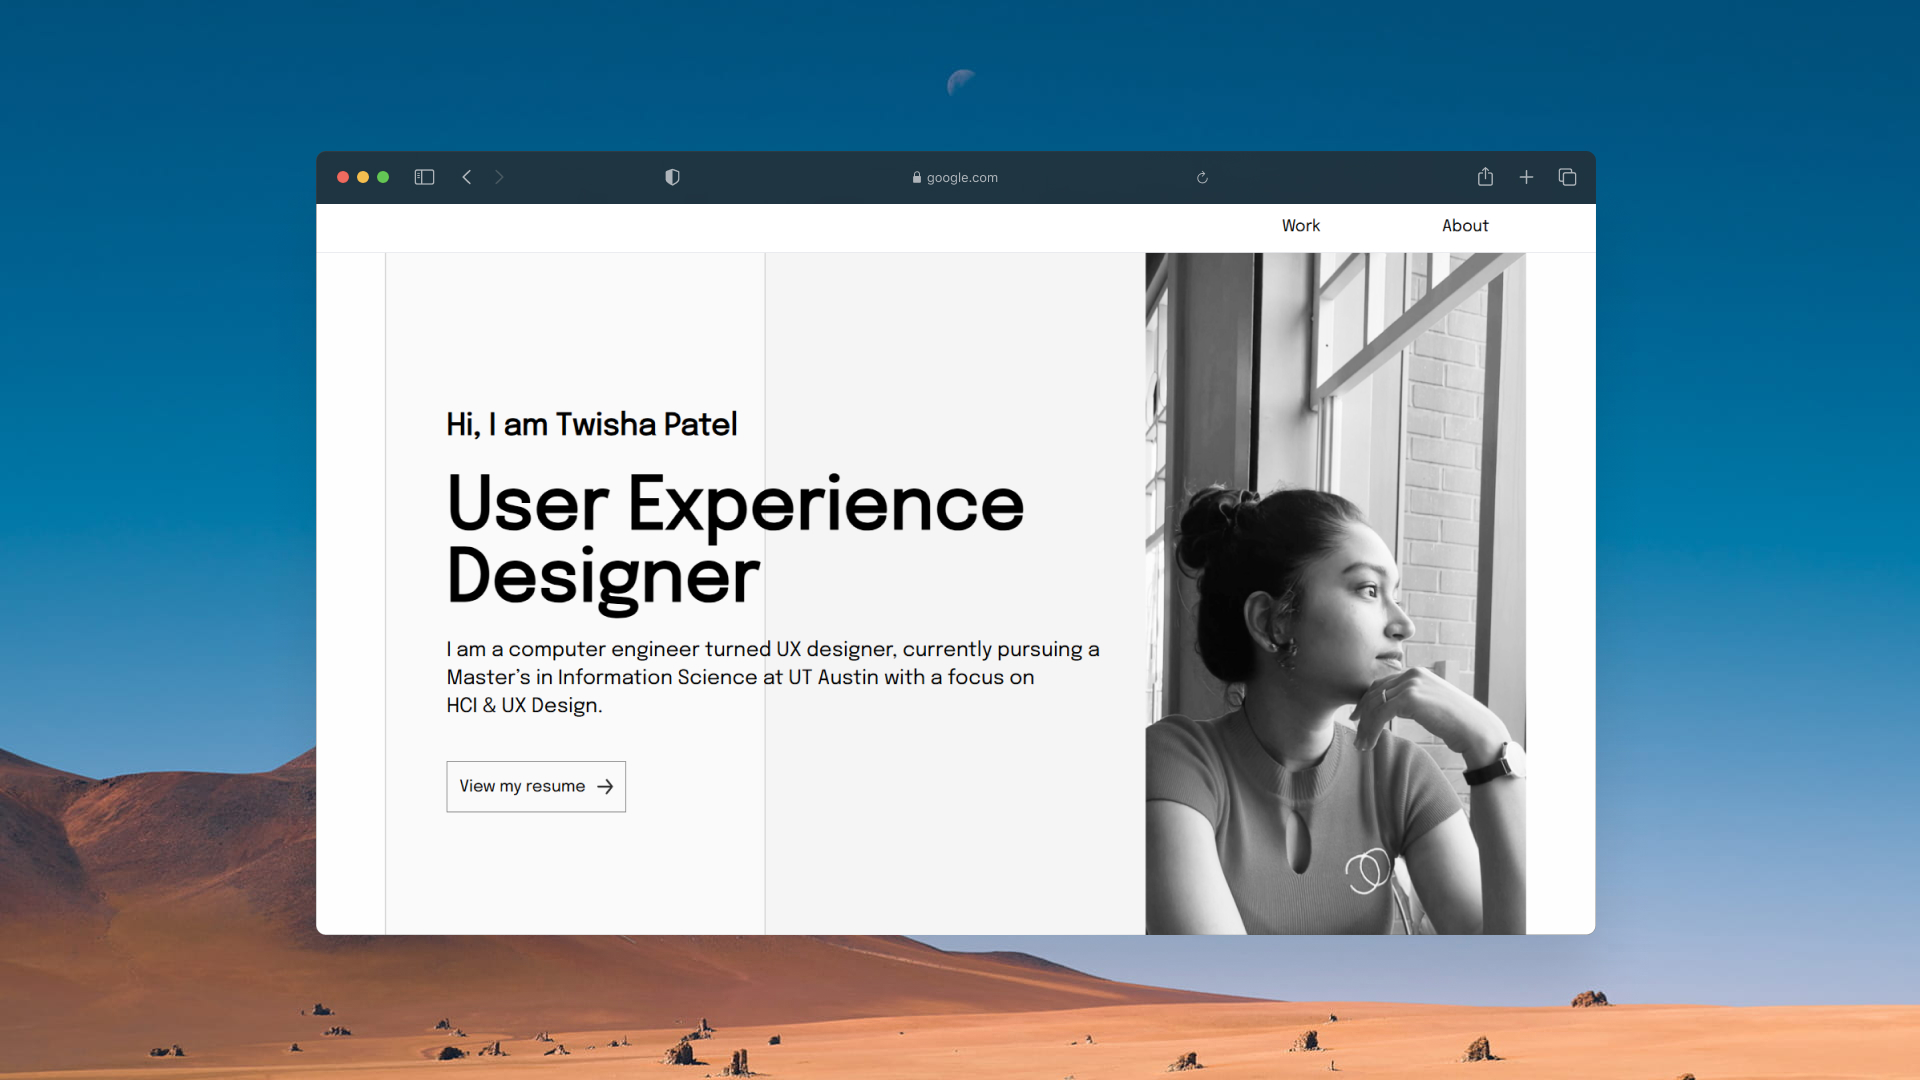 google.com
Work About
Hi, I am Twisha Patel
User Experience
Designer
I am a computer engineer turned UX designer, currently pursuing a
Master’s in Information Science at UT Austin with a focus on
HCI & UX Design.
View my resume